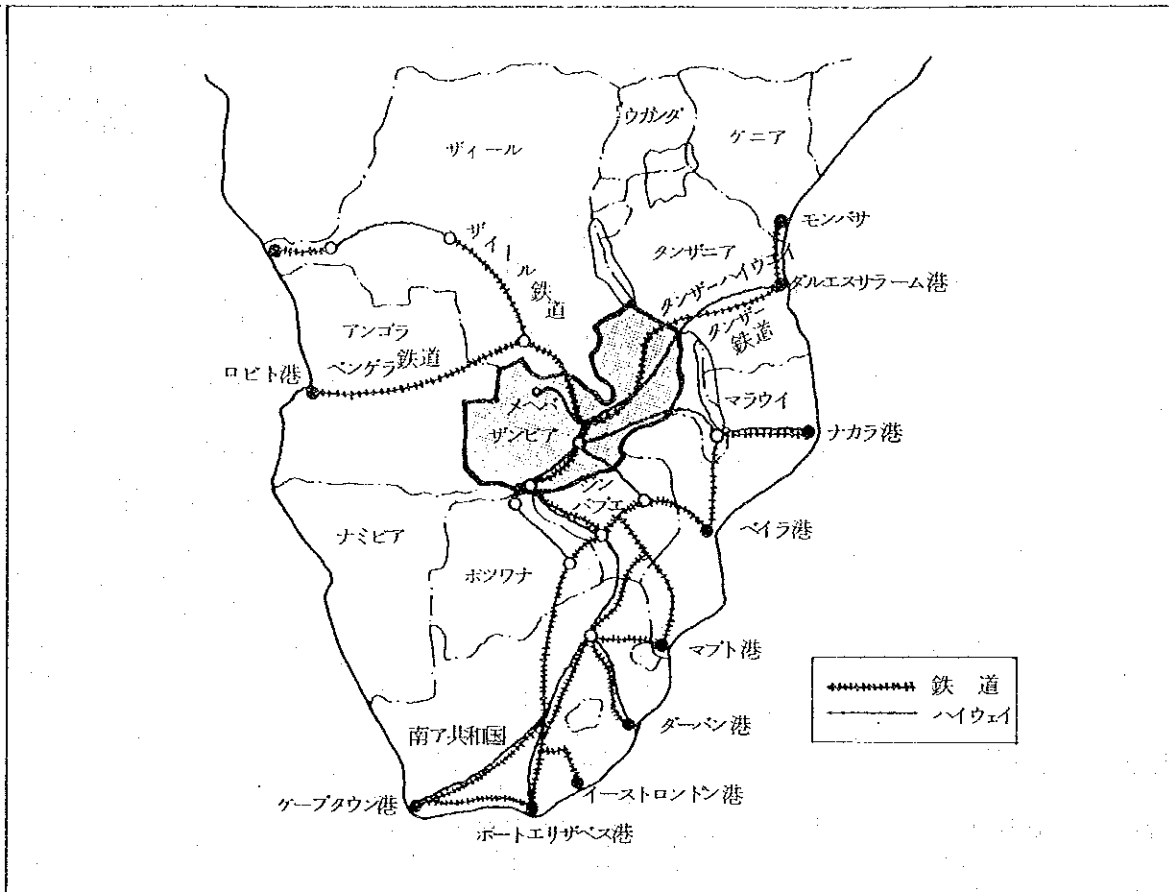 ウガンダ
ケニア
ザイール
モンバサ
ザイール鉄道
タンザニア
タンザーハイウェイ
ダルエスサラーム港
タンザー
鉄道
アンゴラ
ベンゲラ鉄道
ロビト港
マラウイ
メヘバ
ザンビア
ナカラ港
ジン
バブエ
ベイラ港
ナミビア
ボツワナ
マプト港
鉄道
ハイウェイ
南ア共和国
ダーバン港
ケープタウン港
イーストロンドン港
ポートエリザベス港